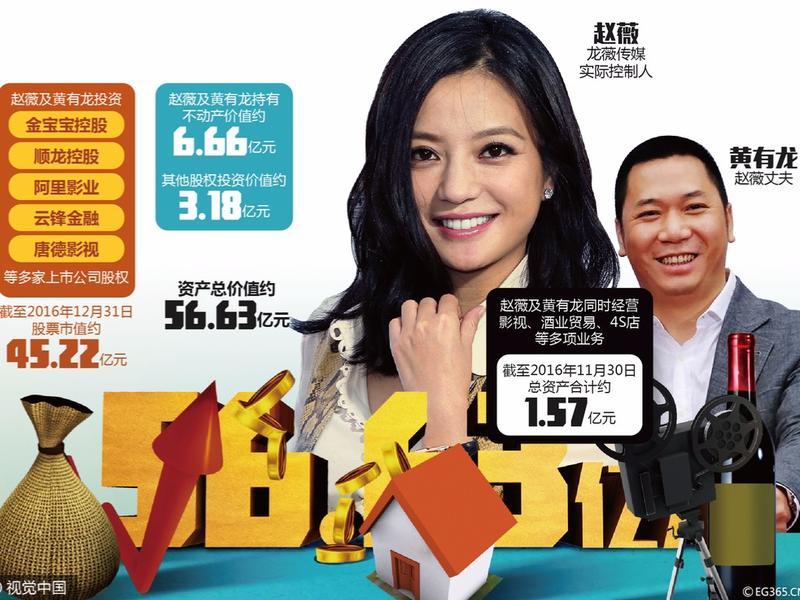 赵薇
龙薇传媒
实际控制人
黄有龙
赵薇丈夫
赵薇及黄有龙投资
金宝宝控股
顺龙控股
阿里影业
云锋金融
唐德影视
等多家上市公司股权
截至2016年12月31日
股票市值约
45.22亿元
赵薇及黄有龙持有
不动产价值约
6.66亿元
其他股权投资价值约
3.18亿元
资产总价值约
56.63亿元
赵薇及黄有龙同时经营
影视、酒业贸易、4S店
等多项业务
截至2016年11月30日
总资产合计约
1.57亿元
56.63亿
视觉中国
©EG365.CN